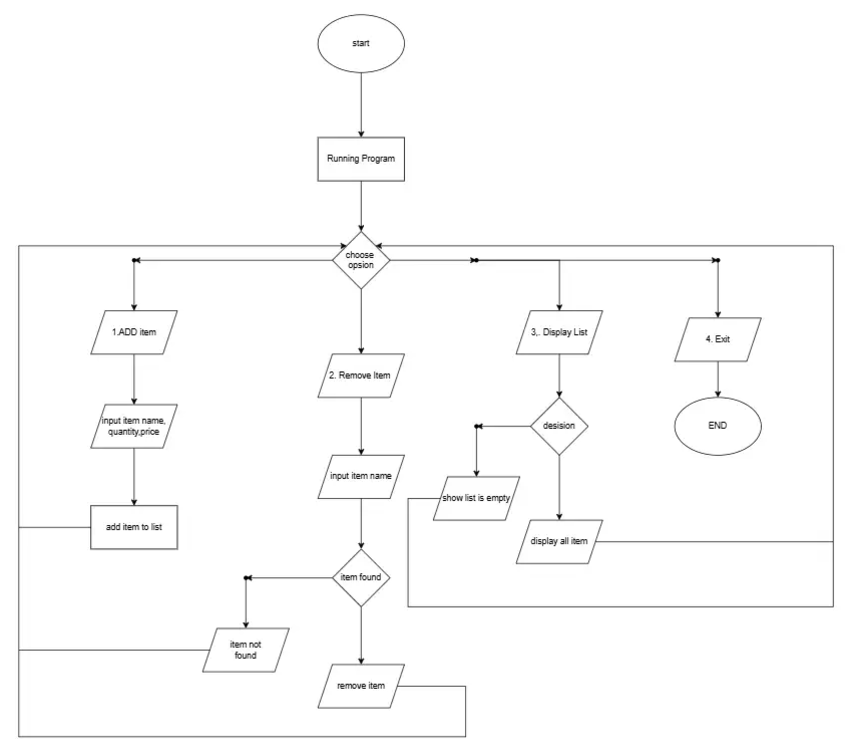 start
Running Program
choose
opsion
1.ADD item
3,. Display List
4. Exit
2. Remove Item
input item name,
quantity,price
desision
END
input item name
show list is empty
add item to list
display all item
item found
item not
found
remove item